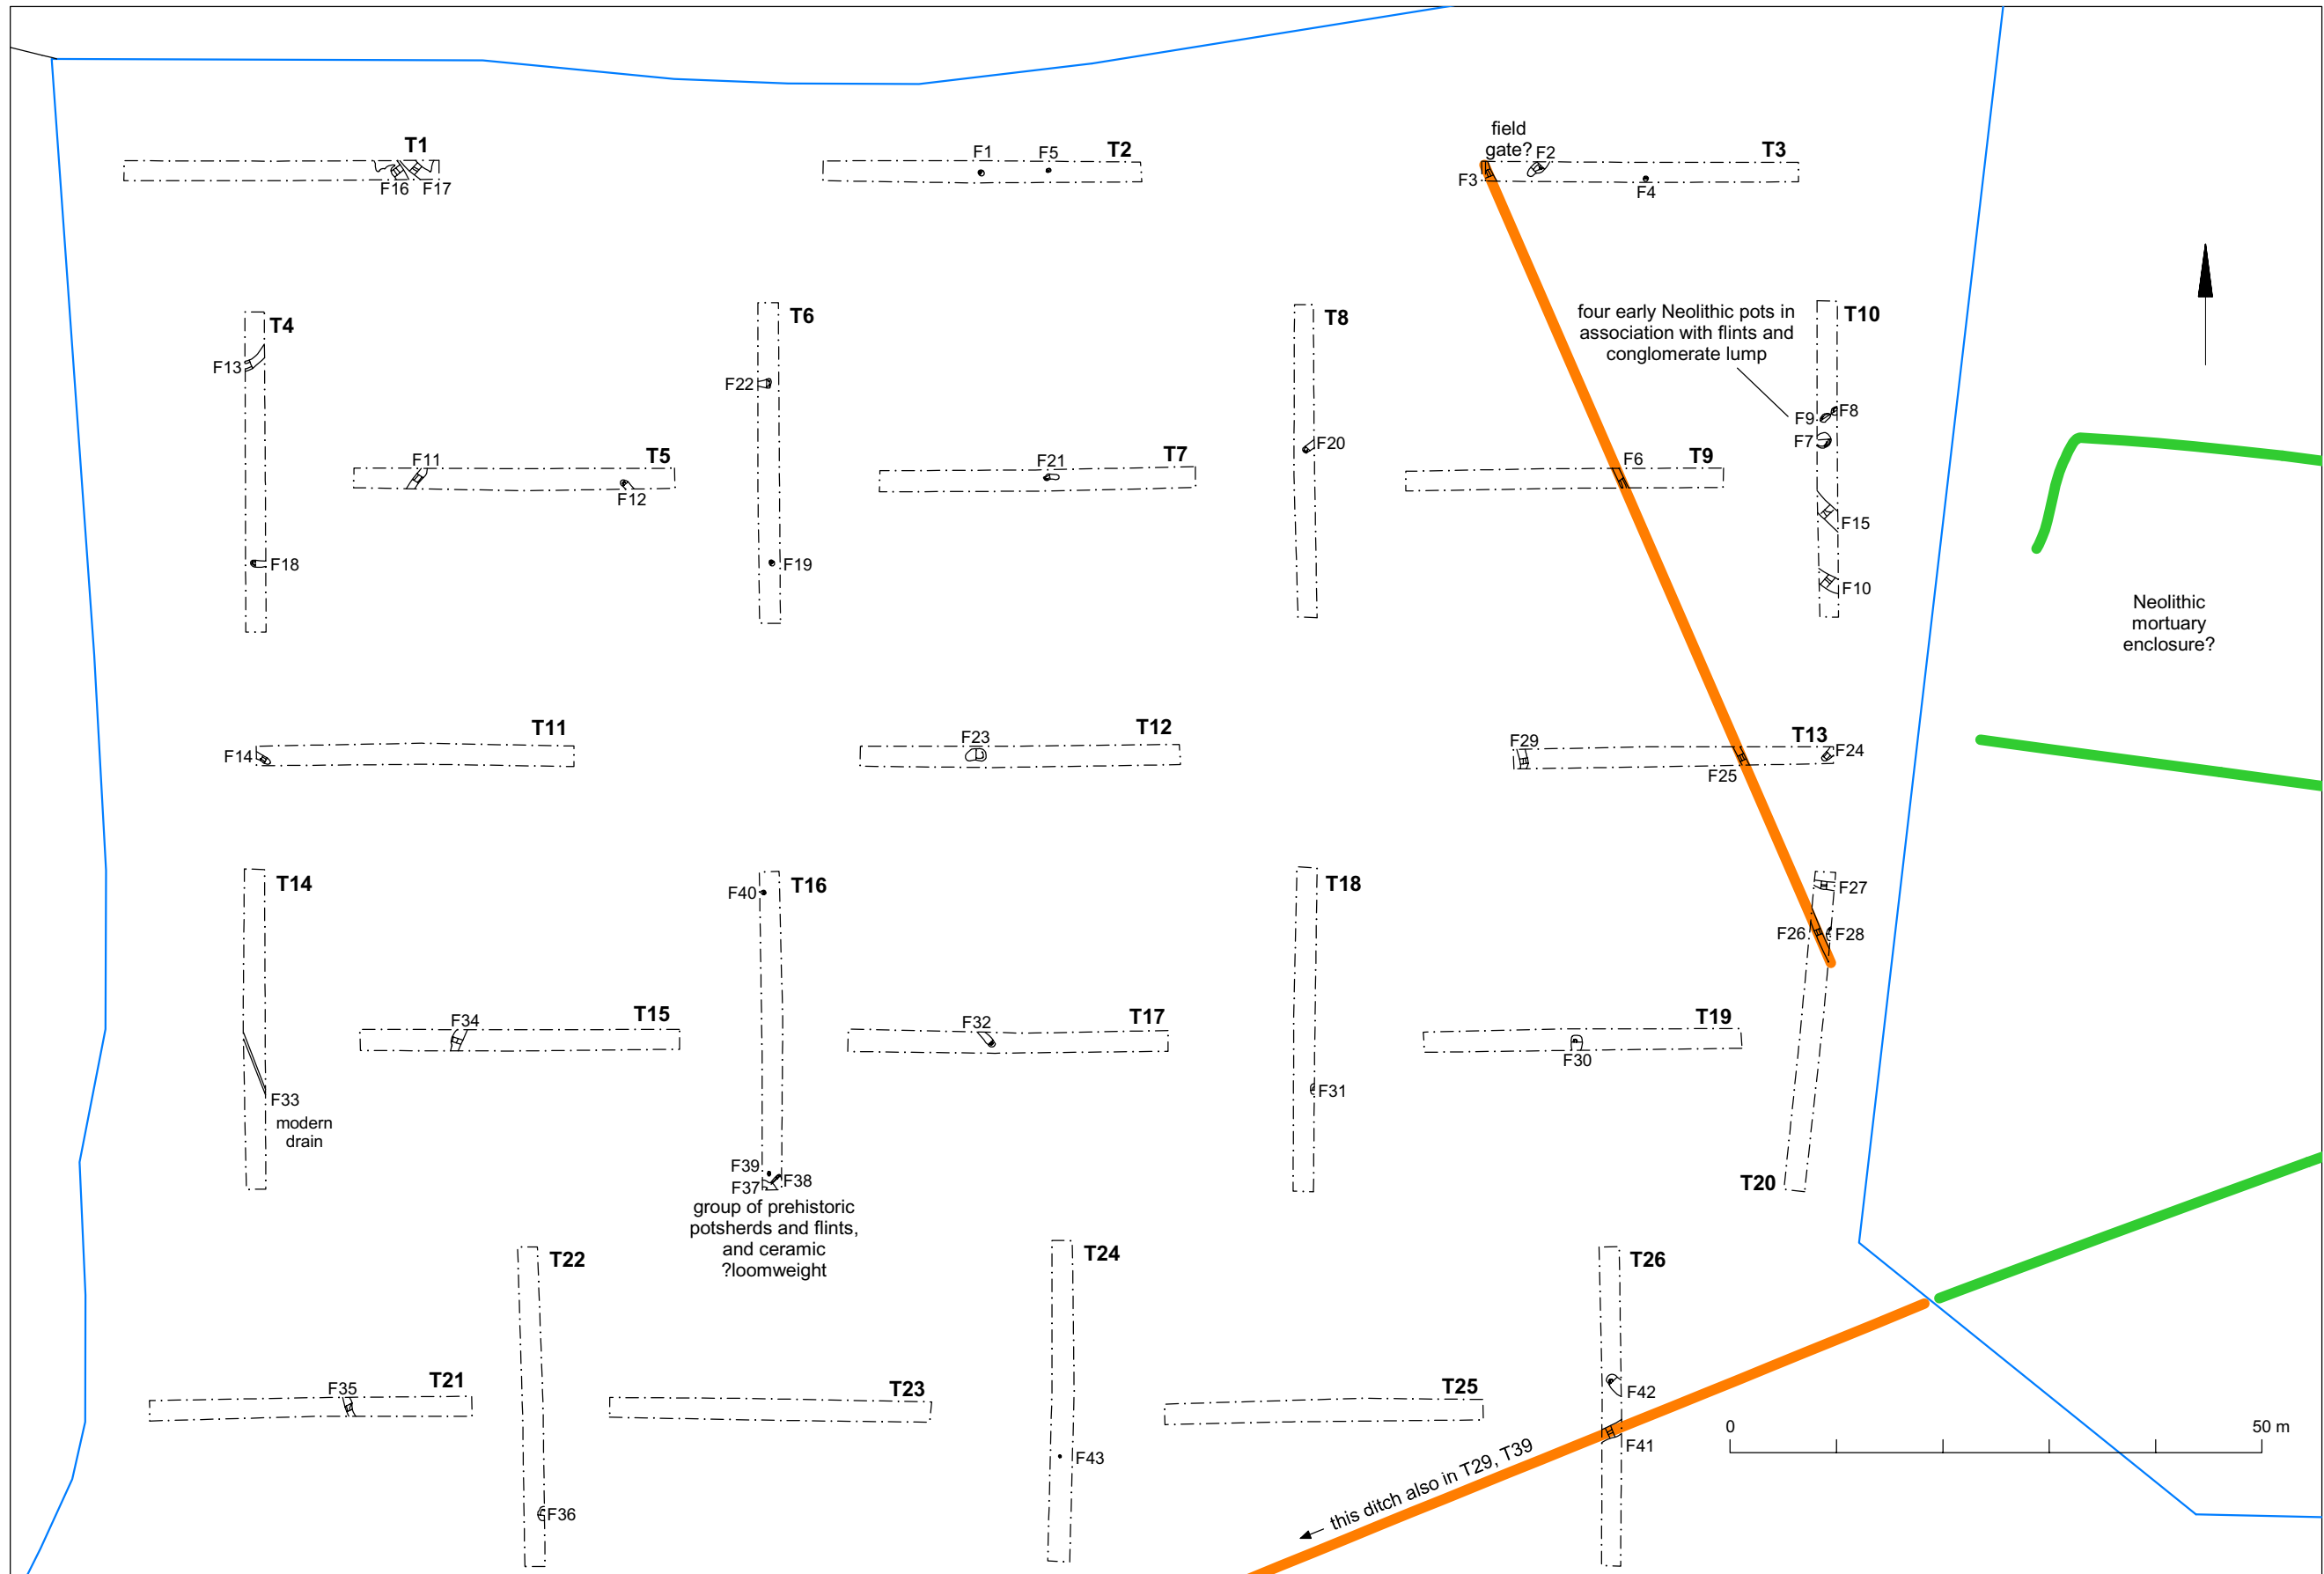 T1
F16
F17
F1
F5
T2
field
gate?
F2
F3
F4
T3
T4
F13
F18
F11
T5
F12
T6
F22
F19
F21
T7
T8
F20
F6
T9
four early Neolithic pots in
association with flints and
conglomerate lump
T10
F9
F8
F7
F15
F10
Neolithic
mortuary
enclosure?
T11
F14
T12
F23
F29
T13
F24
F25
T14
F33
modern
drain
F34
T15
F40
T16
F39
F38
F37
group of prehistoric
potsherds and flints,
and ceramic
?loomweight
F32
T17
T18
F31
T19
F30
F27
F26
F28
T20
F35
T21
T22
F36
T23
T24
F43
T25
T26
F42
F41
this ditch also in T29, T39
0
50 m